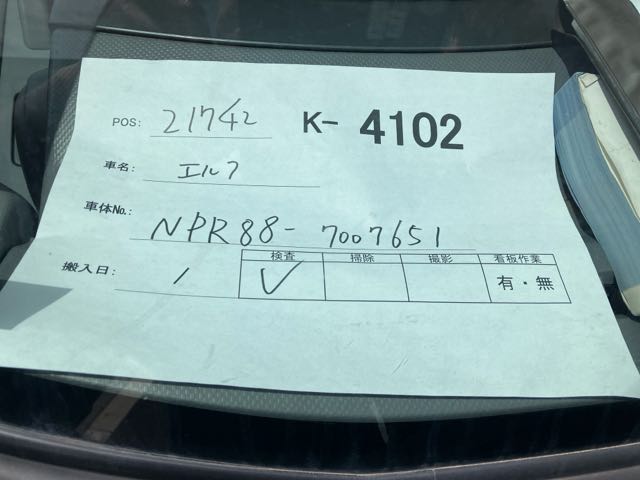 POS: 21742 K- 4102
車名: エルフ
車体No.: NPR88-7007651
搬入日: / 検査 掃除 撮影 看板作業
✓ 有・無